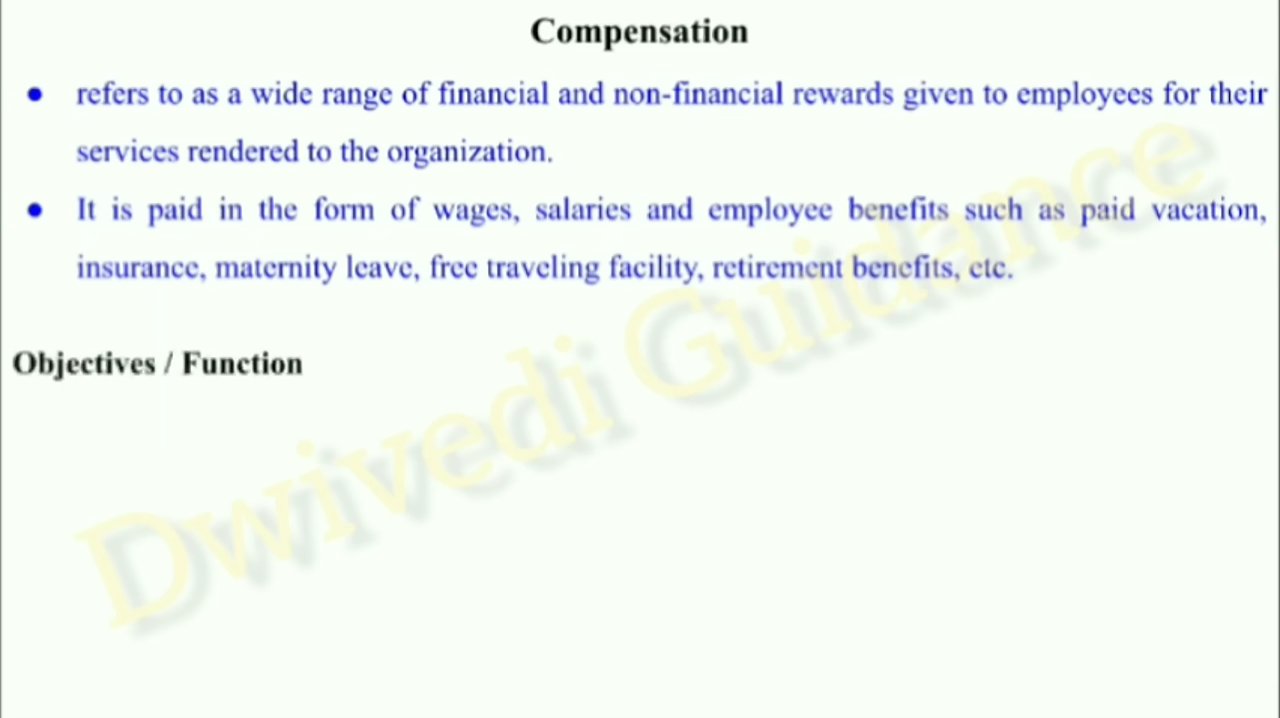 Compensation
● refers to as a wide range of financial and non-financial rewards given to employees for their
services rendered to the organization.
● It is paid in the form of wages, salaries and employee benefits such as paid vacation,
insurance, maternity leave, free traveling facility, retirement benefits, etc.
Objectives / Function
Dwivedi Guidance